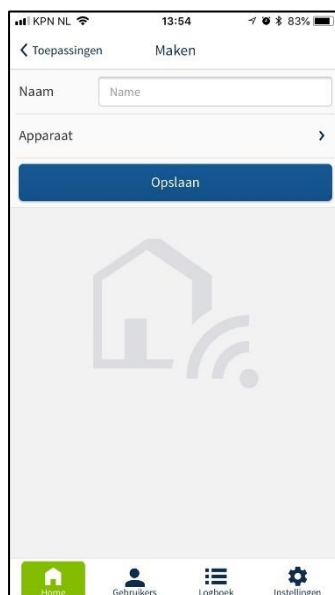 KPN NL 13:54 83%
Toepassingen Maken
Naam Name
Apparaat
Opslaan
Home Gebruikers Logboek Instellingen